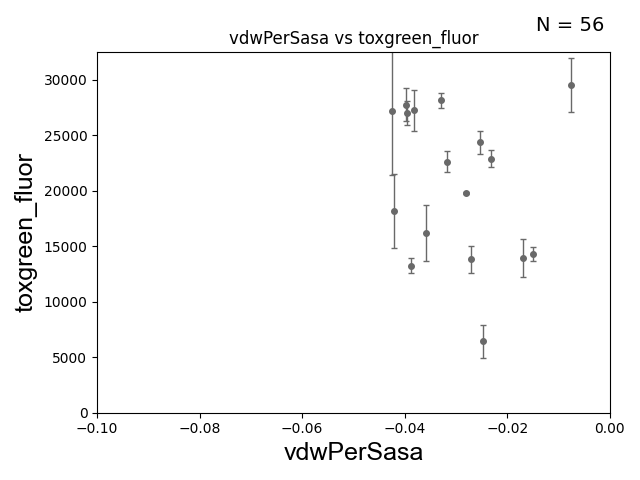 N = 56
vdwPerSasa vs toxgreen_fluor
toxgreen_fluor
30000
25000
20000
15000
10000
5000
0
−0.10 −0.08 −0.06 −0.04 −0.02 0.00
vdwPerSasa